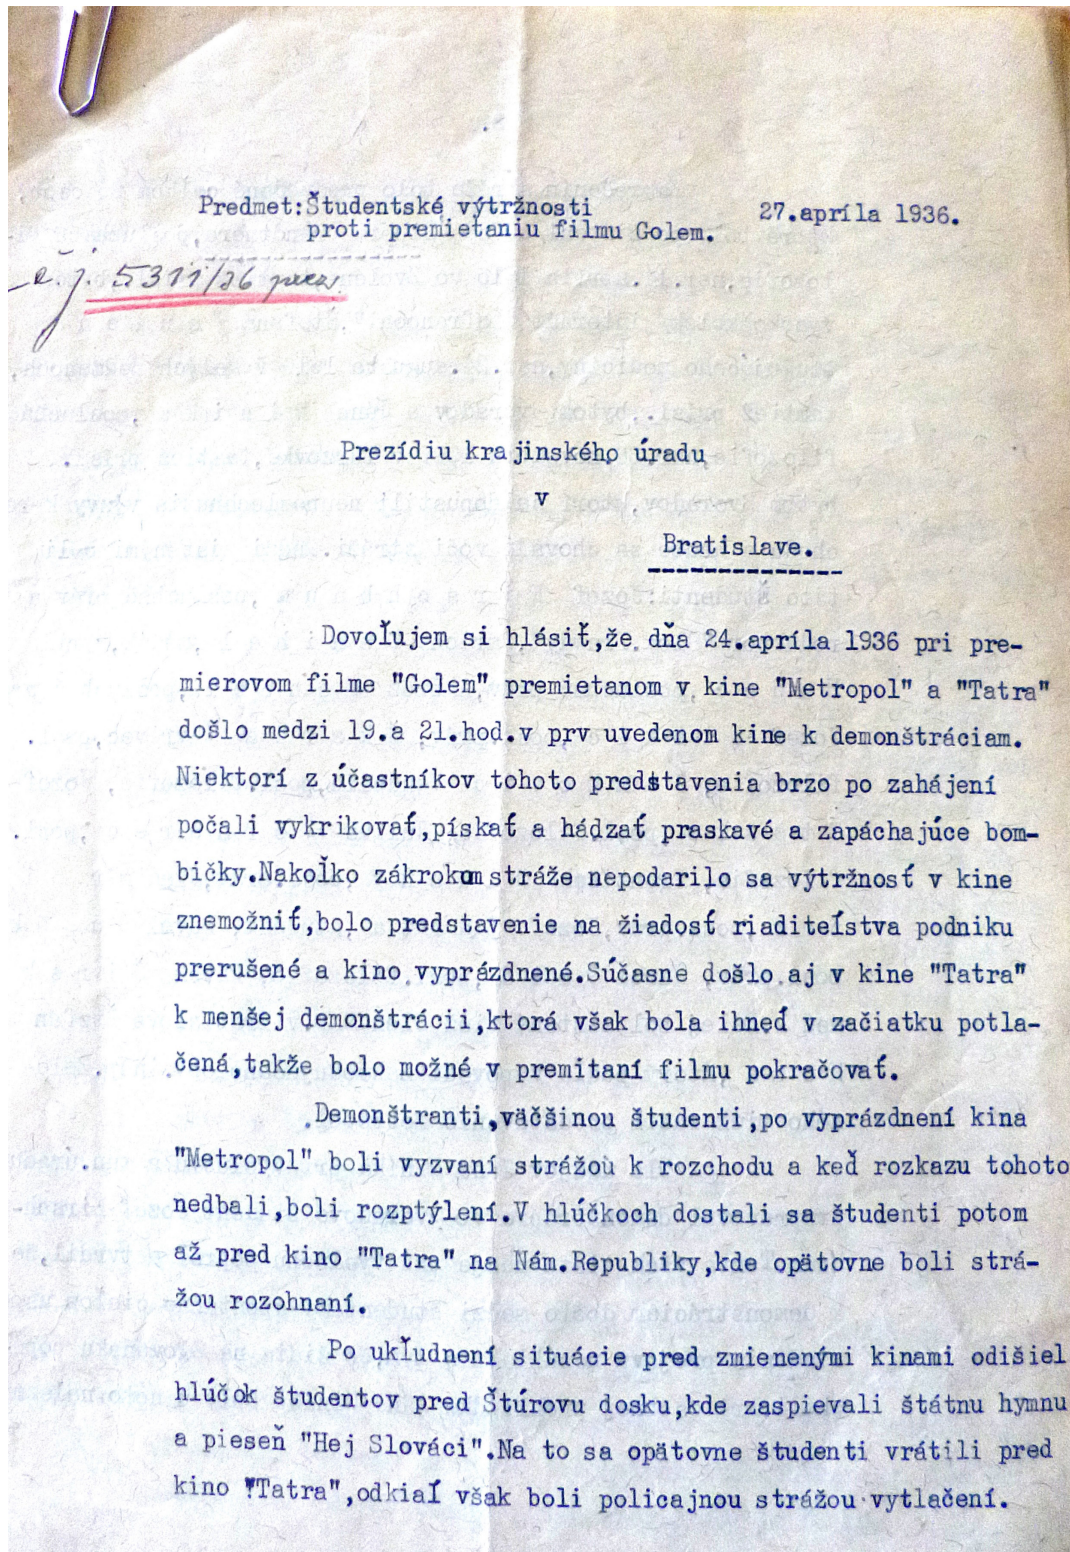 Predmet:Študentské výtržnosti 27.apríla 1936.
proti premietaniu filmu Golem.
čj 5311/36 prez.
Prezídiu krajinského úradu
v
Bratislave.
Dovoľujem si hlásiť,že dňa 24.apríla 1936 pri pre-
mierovom filme "Golem" premietanom v kine "Metropol" a "Tatra"
došlo medzi 19.a 21.hod.v prv uvedenom kine k demonštráciam.
Niektorí z účastníkov tohoto predstavenia brzo po zahájení
počali vykrikovať,pískať a hádzať praskavé a zapáchajúce bom-
bičky.Nakoľko zákrokom stráže nepodarilo sa výtržnosť v kine
znemožniť,bolo predstavenie na žiadosť riaditeľstva podniku
prerušené a kino vyprázdnené.Súčasne došlo aj v kine "Tatra"
k menšej demonštrácii,ktorá však bola ihneď v začiatku potla-
čená,takže bolo možné v premitaní filmu pokračovať.
Demonštranti,väčšinou študenti,po vyprázdnení kina
"Metropol" boli vyzvaní strážou k rozchodu a keď rozkazu tohoto
nedbali,boli rozptýlení.V hlúčkoch dostali sa študenti potom
až pred kino "Tatra" na Nám.Republiky,kde opätovne boli strá-
žou rozohnaní.
Po ukľudnení situácie pred zmienenými kinami odišiel
hlúčok študentov pred Štúrovu dosku,kde zaspievali štátnu hymnu
a pieseň "Hej Slováci".Na to sa opätovne študenti vrátili pred
kino "Tatra",odkiaľ však boli policajnou strážou vytlačení.